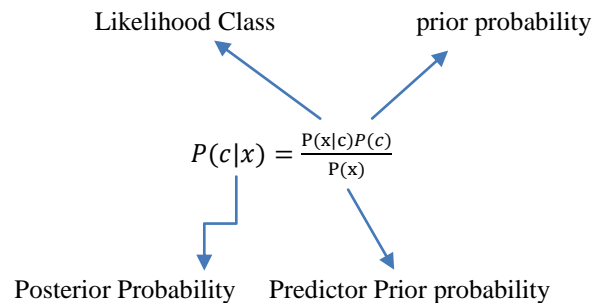 Likelihood Class prior probability
P(c|x) = P(x|c)P(c) / P(x)
Posterior Probability Predictor Prior probability